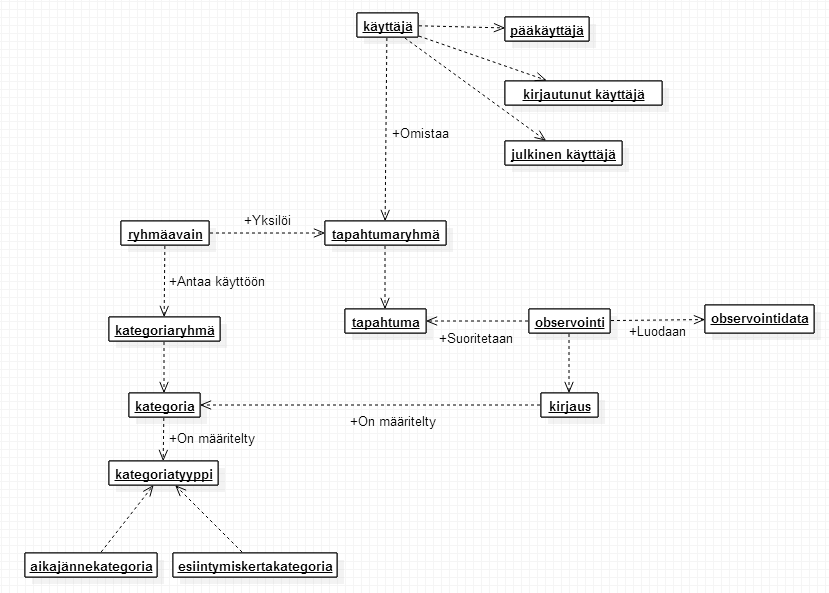 käyttäjä
pääkäyttäjä
kirjautunut käyttäjä
+Omistaa
julkinen käyttäjä
+Yksilöi
ryhmäavain
tapahtumaryhmä
+Antaa käyttöön
kategoriaryhmä
tapahtuma
observointi
observointidata
+Suoritetaan
+Luodaan
kategoria
kirjaus
+On määritelty
+On määritelty
kategoriatyyppi
aikajännekategoria
esiintymiskertakategoria